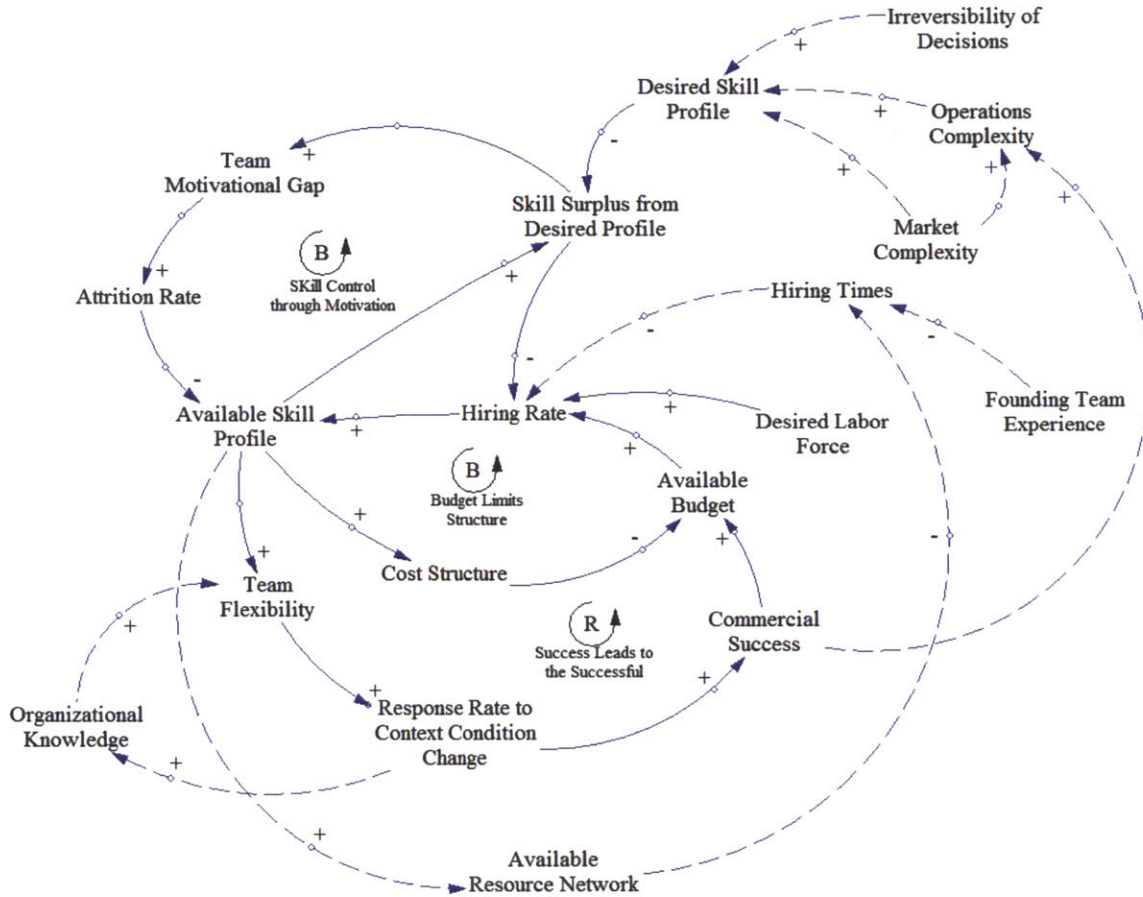 Irreversibility of
Decisions
+
Desired Skill
Profile
Operations
Complexity
+
-
+
+
+
+
Team
Motivational Gap
Skill Surplus from
Desired Profile
Market
Complexity
B
SKill Control
through Motivation
+
+
Attrition Rate
Hiring Times
-
-
-
-
Available Skill
Profile
+
Hiring Rate
+
Desired Labor
Force
Founding Team
Experience
+
B
Budget Limits
Structure
Available
Budget
+
+
-
+
-
Cost Structure
Team
Flexibility
+
R
Success Leads to
the Successful
Commercial
Success
+
+
Organizational
Knowledge
Response Rate to
Context Condition
Change
+
+
Available
Resource Network